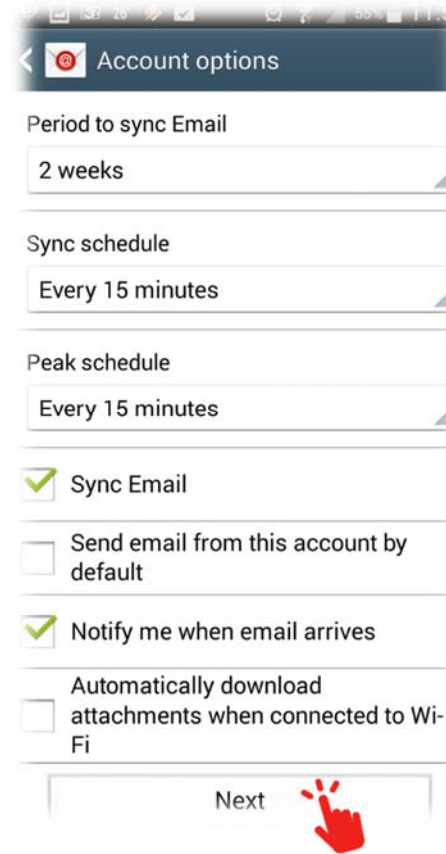 55%
Account options
Period to sync Email
2 weeks
Sync schedule
Every 15 minutes
Peak schedule
Every 15 minutes
Sync Email
Send email from this account by
default
Notify me when email arrives
Automatically download
attachments when connected to Wi-
Fi
Next